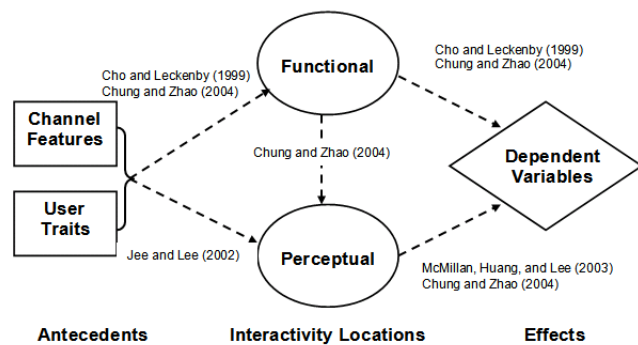 Functional
Cho and Leckenby (1999)
Chung and Zhao (2004)
Cho and Leckenby (1999)
Chung and Zhao (2004)
Channel
Features
Chung and Zhao (2004)
Dependent
Variables
User
Traits
Jee and Lee (2002)
Perceptual
McMillan, Huang, and Lee (2003)
Chung and Zhao (2004)
Antecedents
Interactivity Locations
Effects